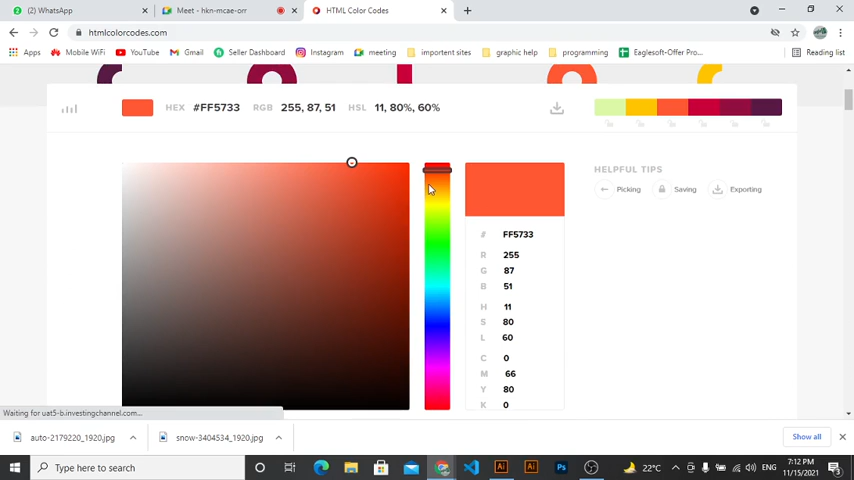 (2) WhatsApp
Meet - hkn-mcae-orr
HTML Color Codes
htmlcolorcodes.com
Apps
Mobile WiFi
YouTube
Gmail
Seller Dashboard
Instagram
meeting
importent sites
graphic help
programming
Eaglesoft-Offer Pro...
Reading list
HEX #FF5733 RGB 255, 87, 51 HSL 11, 80%, 60%
HELPFUL TIPS
Picking
Saving
Exporting
# FF5733
R 255
G 87
B 51
H 11
S 80
L 60
C 0
M 66
Y 80
K 0
Waiting for uat5-b.investingchannel.com...
auto-2179220_1920.jpg
snow-3404534_1920.jpg
Show all
Type here to search
22°C
ENG
7:12 PM
11/15/2021
3